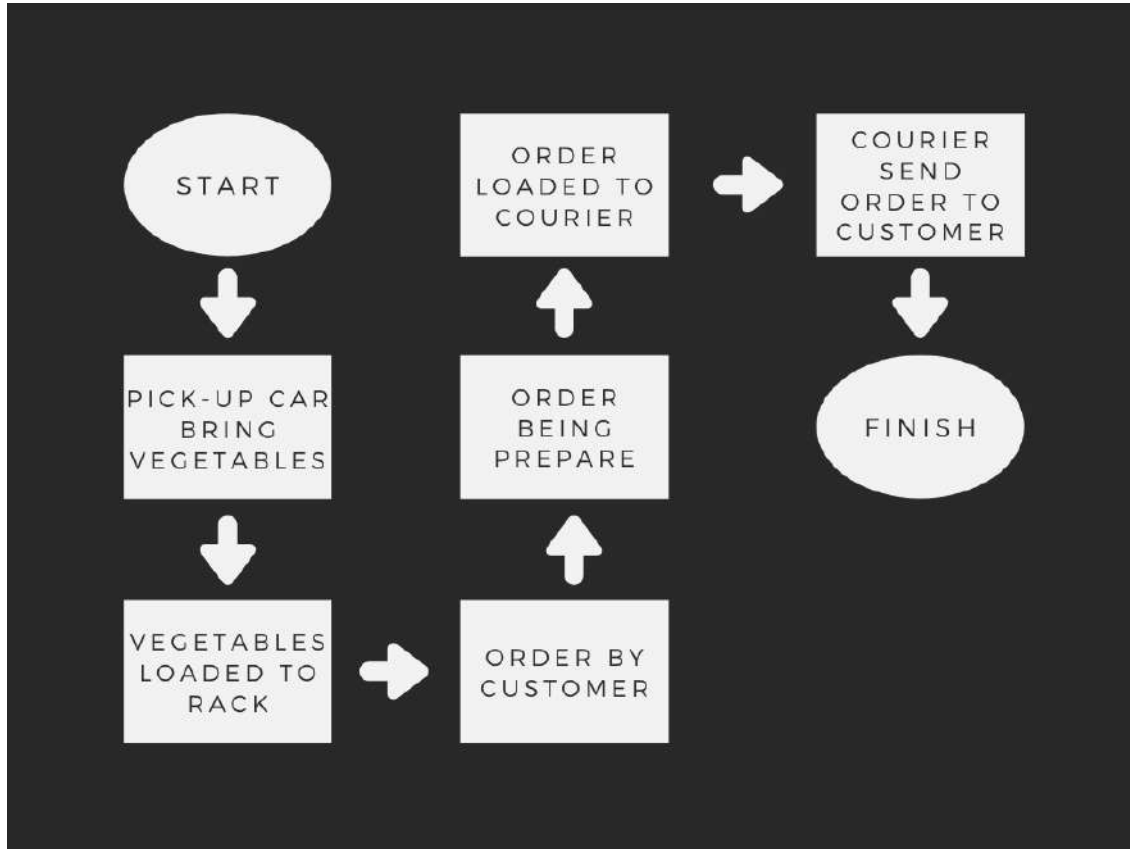 START
PICK-UP CAR
BRING
VEGETABLES
VEGETABLES
LOADED TO
RACK
ORDER BY
CUSTOMER
ORDER
BEING
PREPARE
ORDER
LOADED TO
COURIER
COURIER
SEND
ORDER TO
CUSTOMER
FINISH